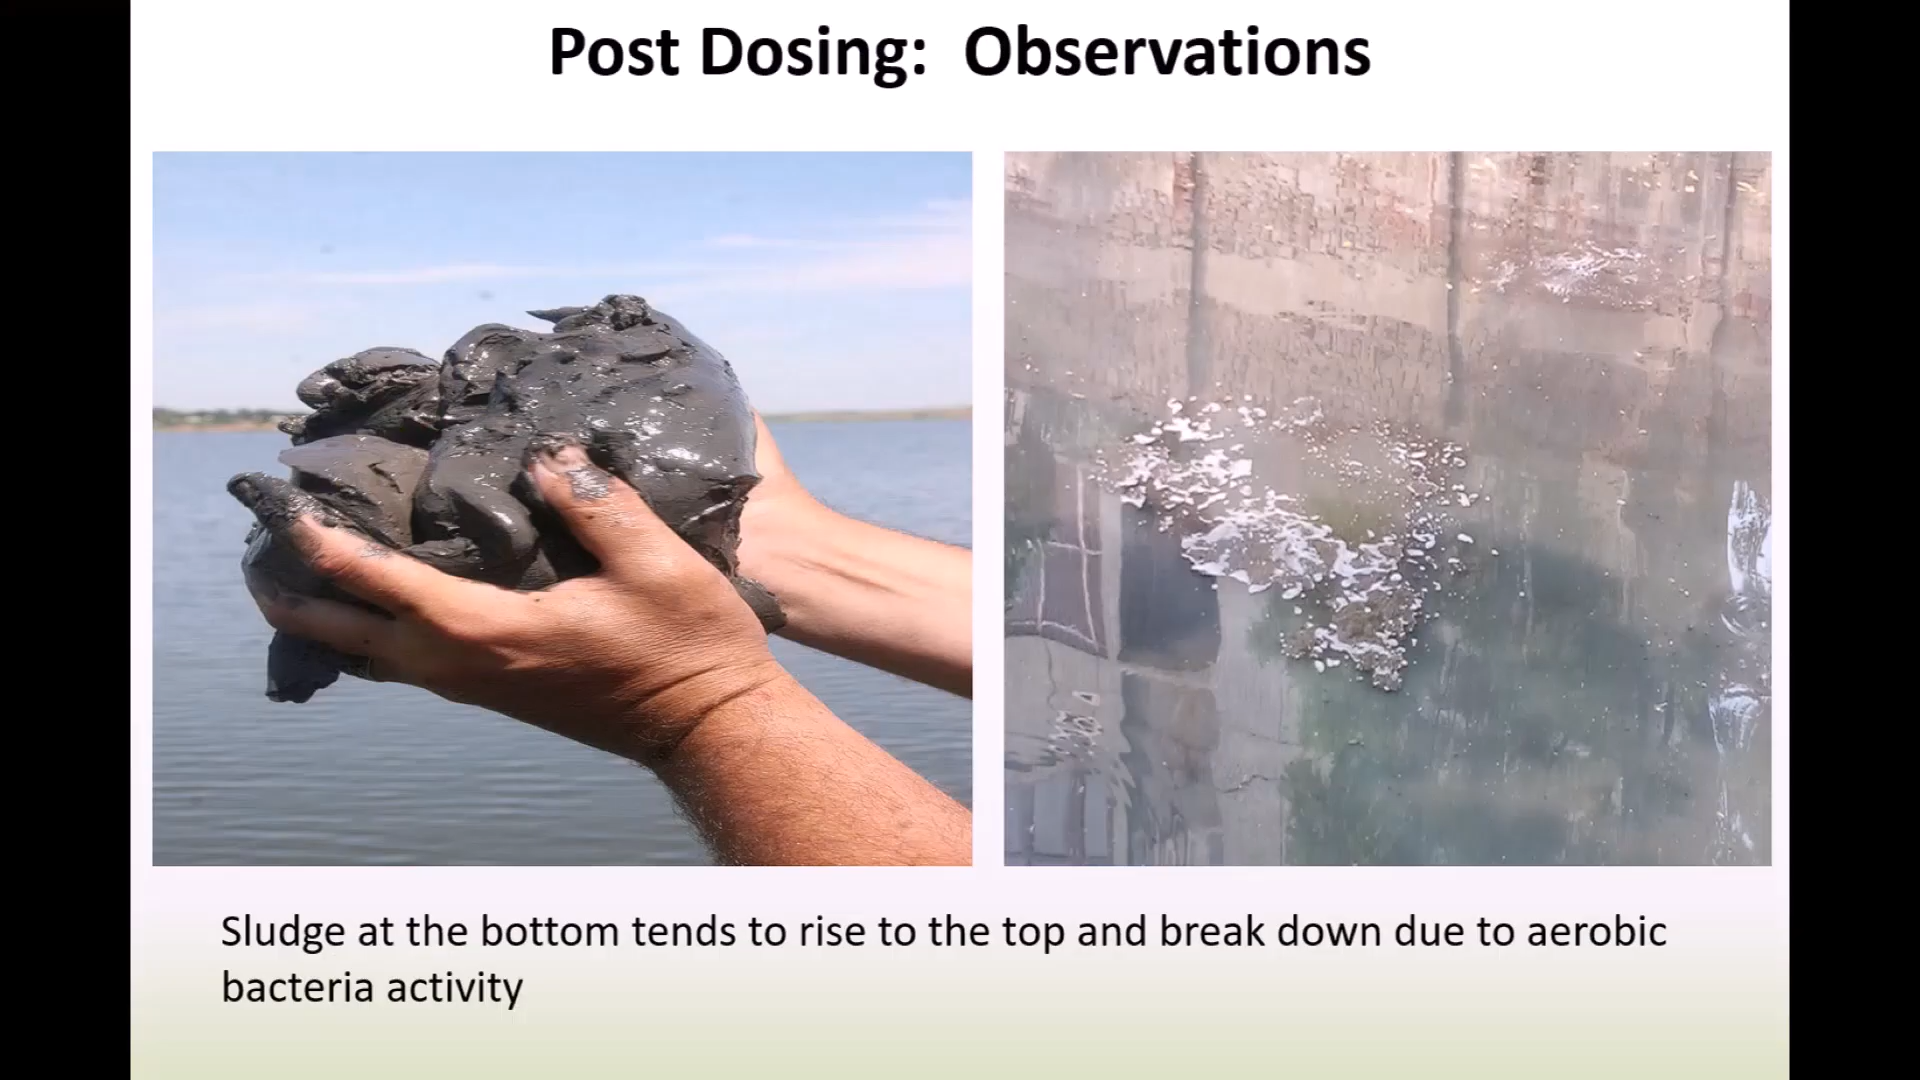 Post Dosing:  Observations
Sludge at the bottom tends to rise to the top and break down due to aerobic
bacteria activity